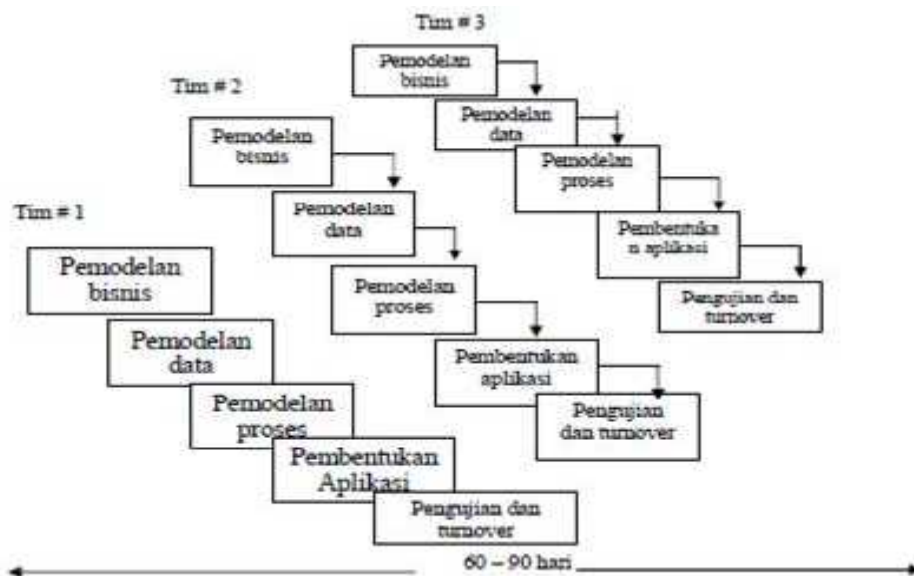 Tim # 3
Pemodelan
bisnis
Pemodelan
data
Pemodelan
proses
Pembentuka
n aplikasi
Pengujian dan
turnover
Tim # 2
Pemodelan
bisnis
Pemodelan
data
Pemodelan
proses
Pembentukan
aplikasi
Pengujian
dan turnover
Tim # 1
Pemodelan
bisnis
Pemodelan
data
Pemodelan
proses
Pembentukan
Aplikasi
Pengujian dan
turnover
60 – 90 hari